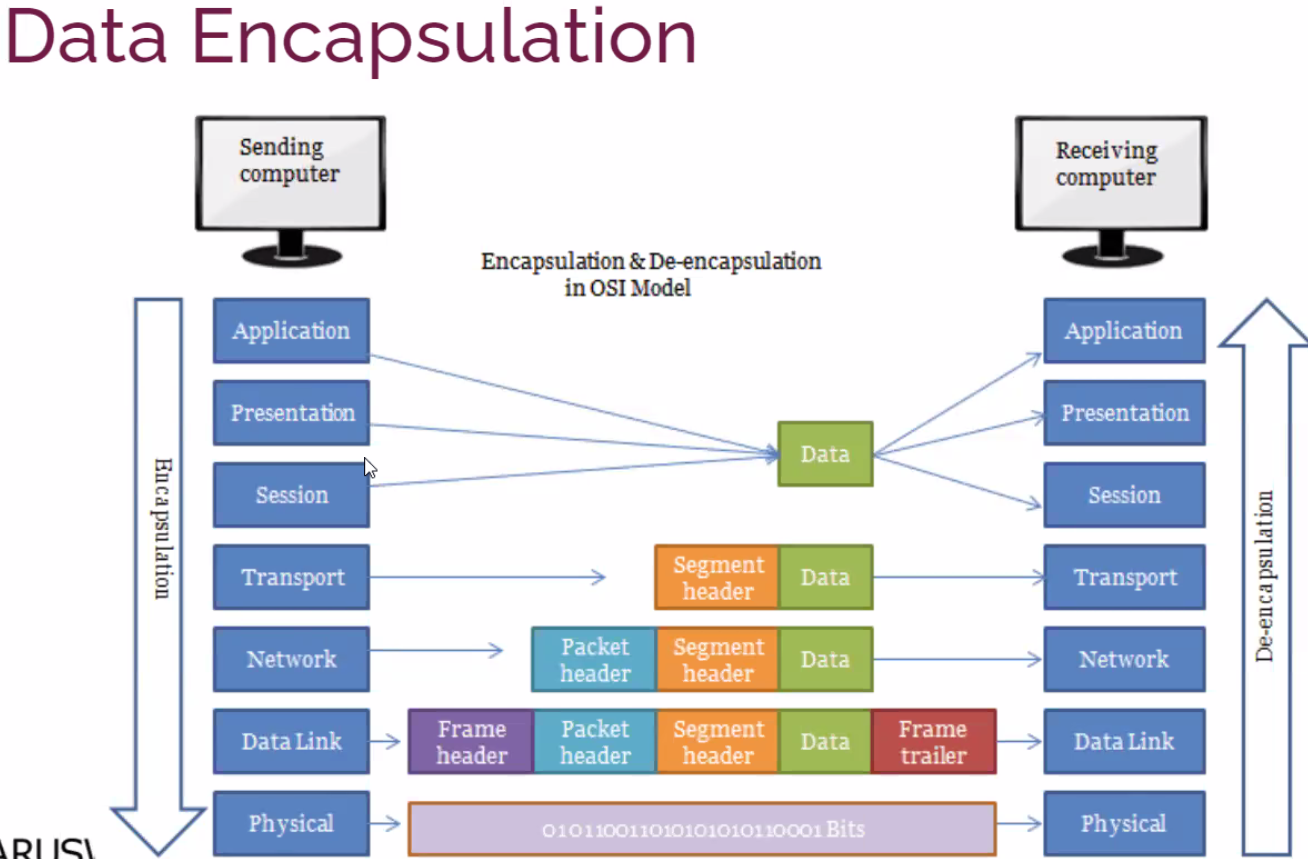 Data Encapsulation
Sending
computer
Receiving
computer
Encapsulation & De-encapsulation
in OSI Model
Application
Application
Presentation
Data
Presentation
Session
Session
Encapsulation
De-encapsulation
Transport
Segment
header
Data
Transport
Network
Packet
header
Segment
header
Data
Network
Data Link
Frame
header
Packet
header
Segment
header
Data
Frame
trailer
Data Link
Physical
010110011010101010110001 Bits
Physical